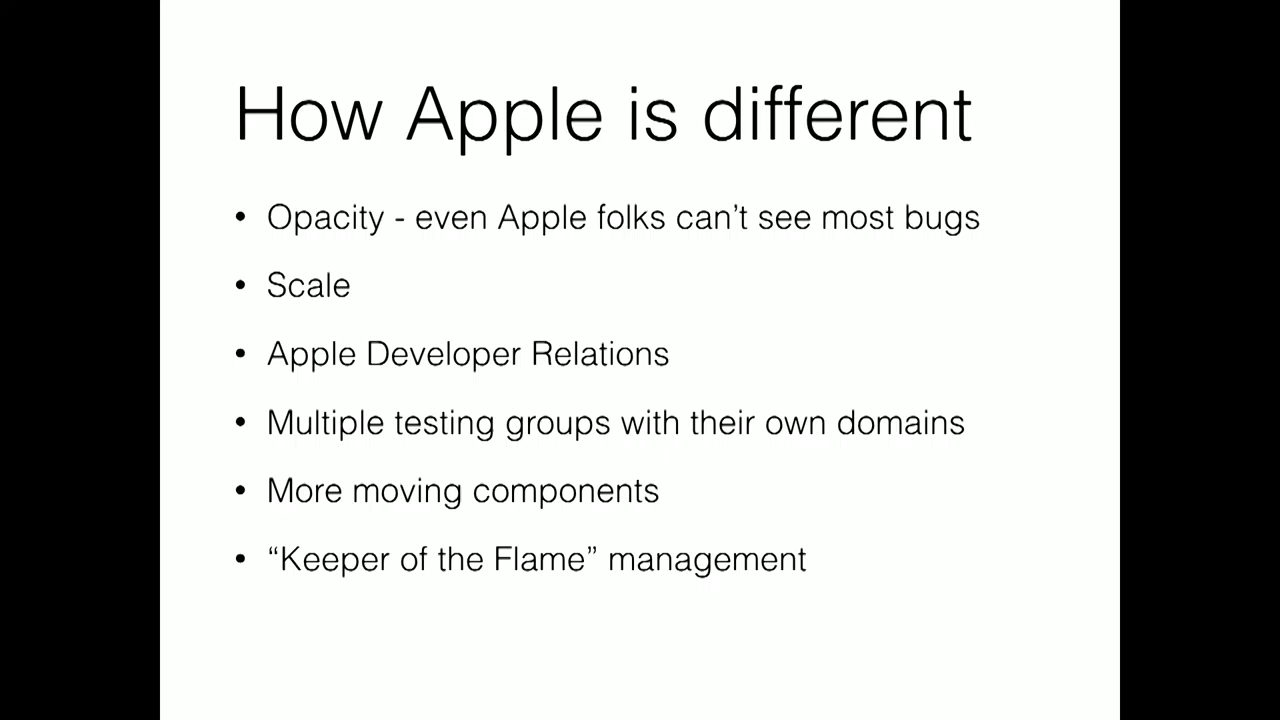 How Apple is different
• Opacity - even Apple folks can’t see most bugs
• Scale
• Apple Developer Relations
• Multiple testing groups with their own domains
• More moving components
• “Keeper of the Flame” management